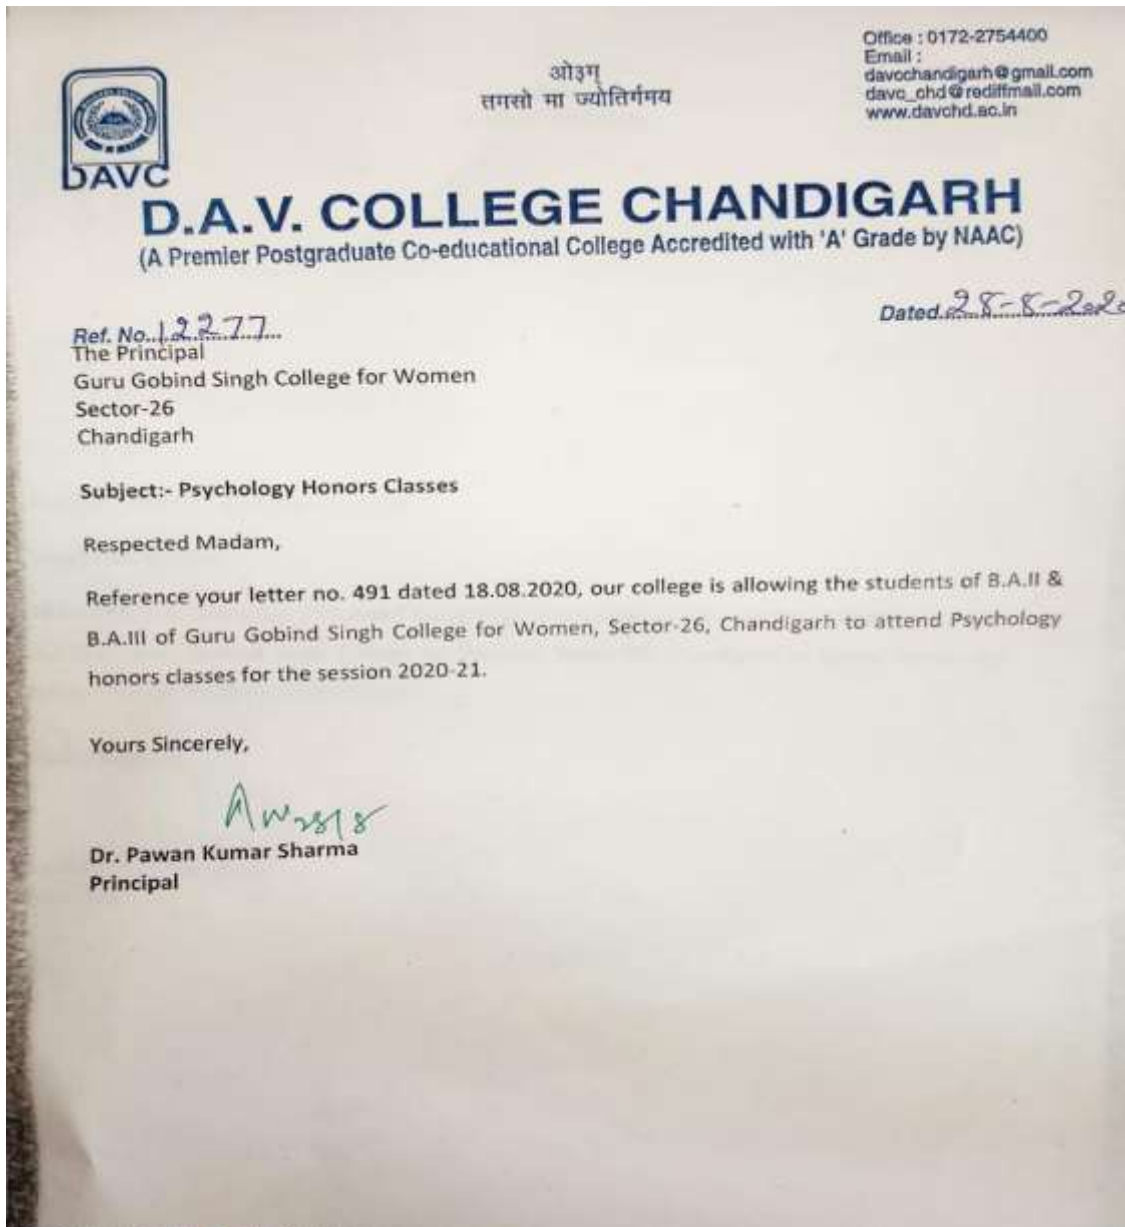 Office : 0172-2754400
Email :
davcchandigarh@gmail.com
davc_chd@rediffmail.com
www.davchd.ac.in
ओ३म्
तमसो मा ज्योतिर्गमय
DAVC
D.A.V. COLLEGE CHANDIGARH
(A Premier Postgraduate Co-educational College Accredited with 'A' Grade by NAAC)
Dated 28-8-2020
Ref. No. 12277
The Principal
Guru Gobind Singh College for Women
Sector-26
Chandigarh
Subject:- Psychology Honors Classes
Respected Madam,
Reference your letter no. 491 dated 18.08.2020, our college is allowing the students of B.A.II &
B.A.III of Guru Gobind Singh College for Women, Sector-26, Chandigarh to attend Psychology
honors classes for the session 2020-21.
Yours Sincerely,
28/8
Dr. Pawan Kumar Sharma
Principal